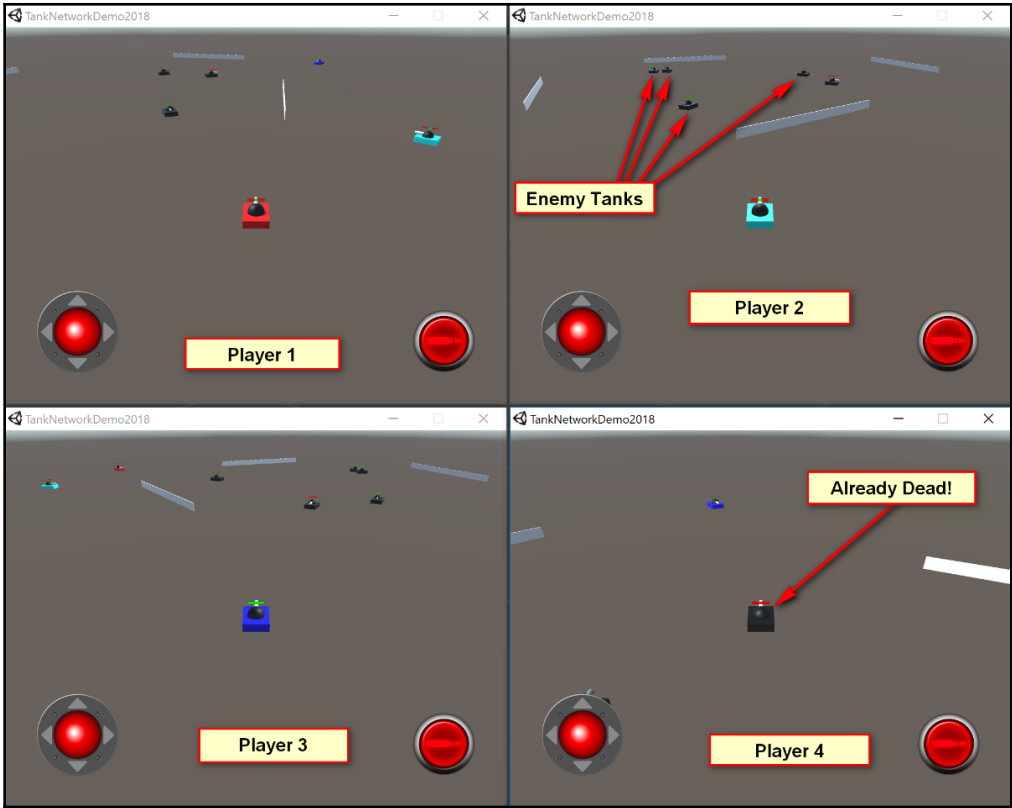 TankNetworkDemo2018
TankNetworkDemo2018
Enemy Tanks
Player 2
Player 1
TankNetworkDemo2018
TankNetworkDemo2018
Already Dead!
Player 3
Player 4